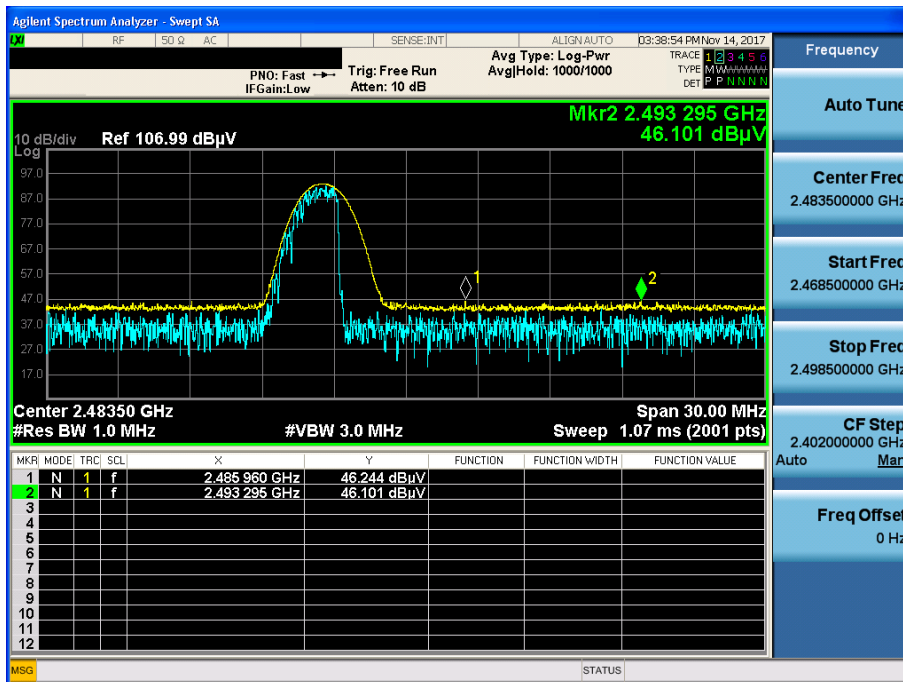 Agilent Spectrum Analyzer - Swept SA
LXI RF 50 Ω AC SENSE:INT ALIGN AUTO 03:38:54 PM Nov 14, 2017
PNO: Fast
IFGain:Low
Trig: Free Run
Atten: 10 dB
Avg Type: Log-Pwr
Avg|Hold: 1000/1000
TRACE 1 2 3 4 5 6
TYPE M W
DET P P N N N N
Mkr2 2.493 295 GHz
46.101 dBµV
10 dB/div Ref 106.99 dBµV
Log
97.0
87.0
77.0
67.0
57.0
47.0
37.0
27.0
17.0
1
2
Center 2.48350 GHz Span 30.00 MHz
#Res BW 1.0 MHz #VBW 3.0 MHz Sweep 1.07 ms (2001 pts)
MKR MODE TRC SCL X Y FUNCTION FUNCTION WIDTH FUNCTION VALUE
1 N 1 f 2.485 960 GHz 46.244 dBµV
2 N 1 f 2.493 295 GHz 46.101 dBµV
3
4
5
6
7
8
9
10
11
12
MSG STATUS
Frequency
Auto Tune
Center Freq
2.483500000 GHz
Start Freq
2.468500000 GHz
Stop Freq
2.498500000 GHz
CF Step
2.402000000 GHz
Auto Man
Freq Offset
0 Hz